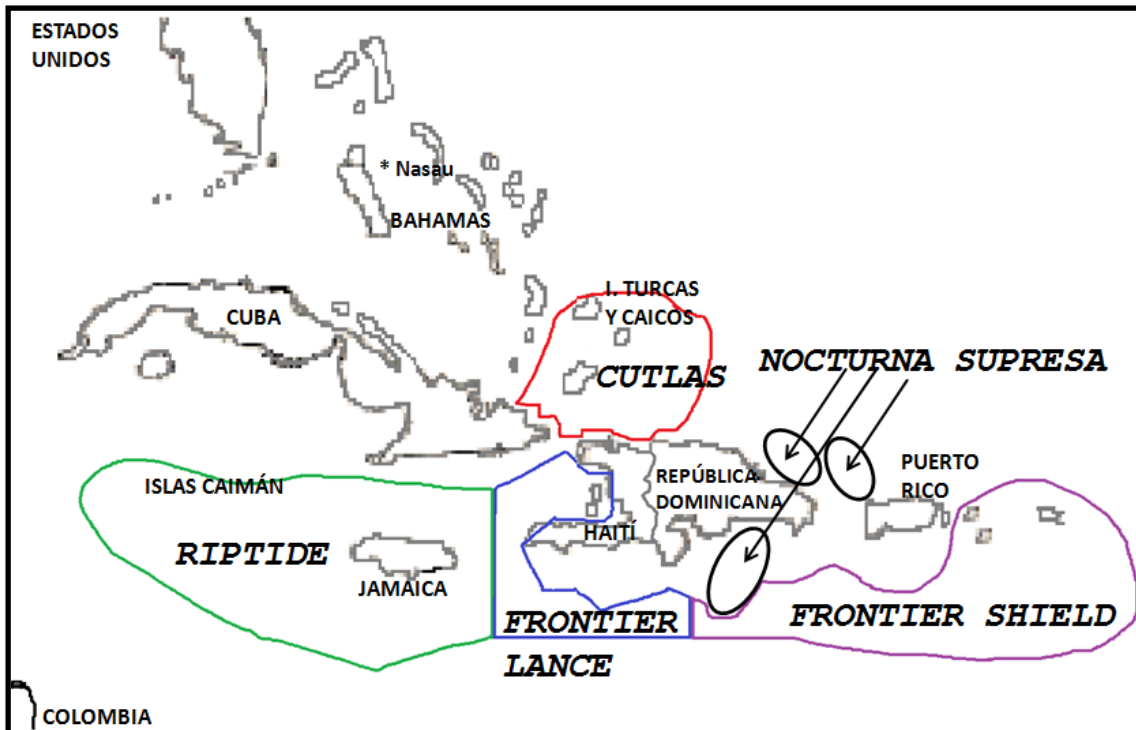 ESTADOS
UNIDOS
* Nasau
BAHAMAS
I. TURCAS
Y CAICOS
CUBA
CUTLAS
NOCTURNA SUPRESA
ISLAS CAIMÁN
REPÚBLICA
DOMINICANA
PUERTO
RICO
HAITÍ
RIPTIDE
JAMAICA
FRONTIER
LANCE
FRONTIER SHIELD
COLOMBIA